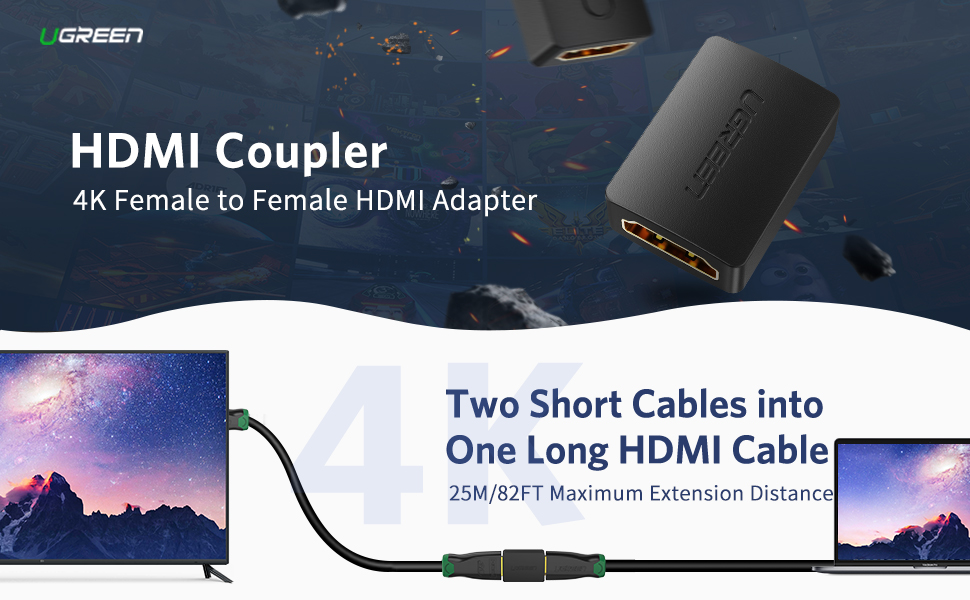 UGREEN
HDMI Coupler
4K Female to Female HDMI Adapter
UGREEN
4K
Two Short Cables into
One Long HDMI Cable
25M/82FT Maximum Extension Distance